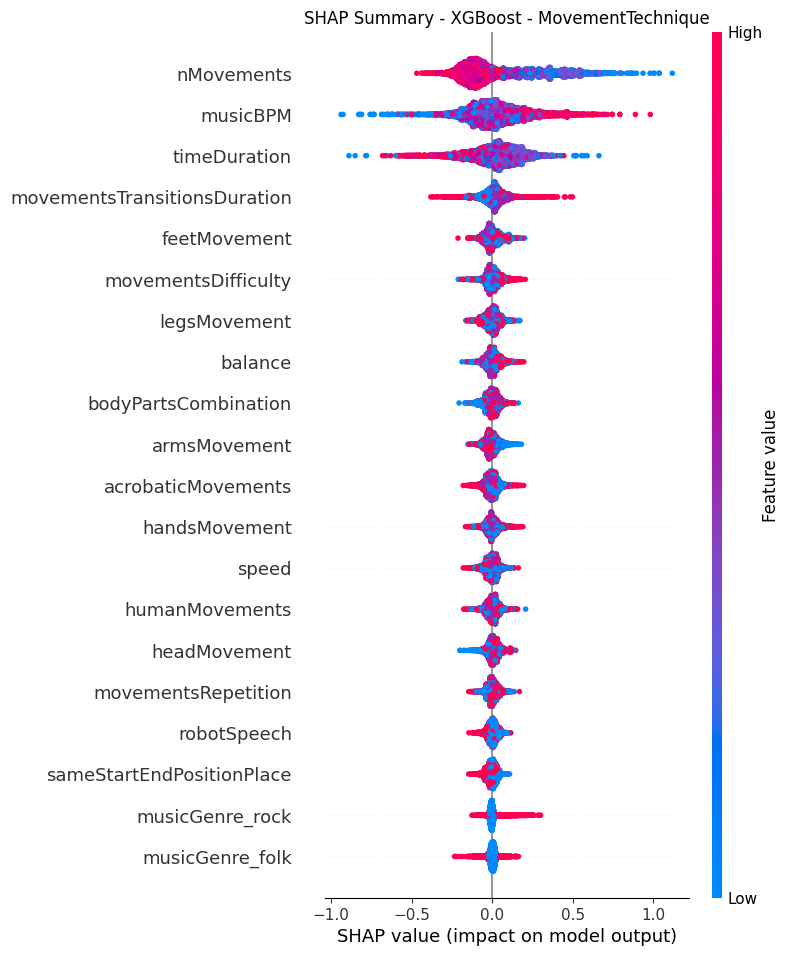 SHAP Summary - XGBoost - MovementTechnique
High
nMovements
musicBPM
timeDuration
movementsTransitionsDuration
feetMovement
movementsDifficulty
legsMovement
balance
bodyPartsCombination
armsMovement
acrobaticMovements
handsMovement
speed
humanMovements
headMovement
movementsRepetition
robotSpeech
sameStartEndPositionPlace
musicGenre_rock
musicGenre_folk
Feature value
Low
−1.0 −0.5 0.0 0.5 1.0
SHAP value (impact on model output)